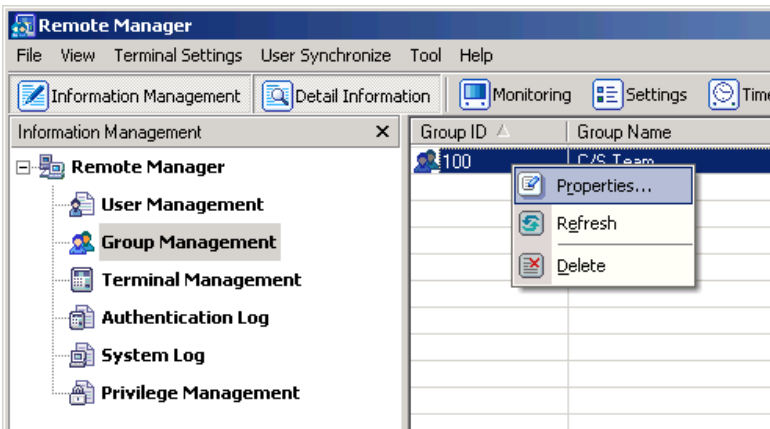 Remote Manager
File View Terminal Settings User Synchronize Tool Help
Information Management Detail Information Monitoring Settings Time
Information Management X Group ID Group Name
Remote Manager
100 C/S Team
User Management
Properties...
Refresh
Group Management
Delete
Terminal Management
Authentication Log
System Log
Privilege Management